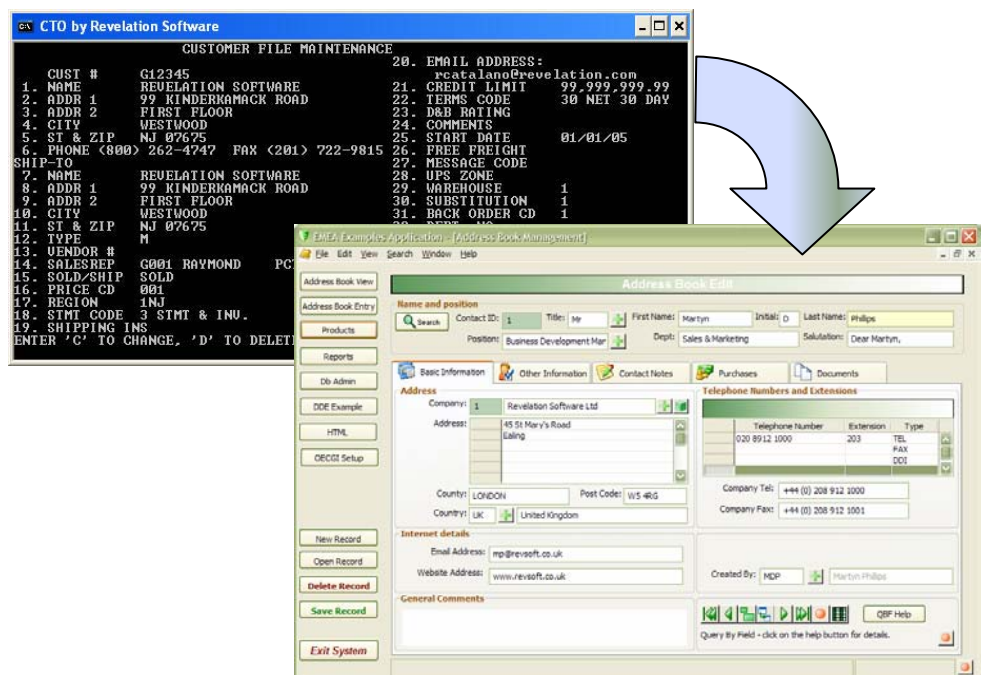 CTO by Revelation Software
CUSTOMER FILE MAINTENANCE
CUST # G12345
1. NAME REVELATION SOFTWARE
2. ADDR 1 99 KINDERKAMACK ROAD
3. ADDR 2 FIRST FLOOR
4. CITY WESTWOOD
5. ST & ZIP NJ 07675
6. PHONE (800) 262-4747 FAX (201) 722-9815
SHIP-TO
7. NAME REVELATION SOFTWARE
8. ADDR 1 99 KINDERKAMACK ROAD
9. ADDR 2 FIRST FLOOR
10. CITY WESTWOOD
11. ST & ZIP NJ 07675
12. TYPE M
13. VENDOR #
14. SALESREP G001 RAYMOND
15. SOLD/SHIP SOLD
16. PRICE CD 001
17. REGION 1NJ
18. STMT CODE 3 STMT & INV.
19. SHIPPING INS
ENTER 'C' TO CHANGE, 'D' TO DELET
20. EMAIL ADDRESS:
rcatalano@revelation.com
21. CREDIT LIMIT 99,999,999.99
22. TERMS CODE 30 NET 30 DAY
23. D&B RATING
24. COMMENTS
25. START DATE 01/01/05
26. FREE FREIGHT
27. MESSAGE CODE
28. UPS ZONE
29. WAREHOUSE 1
30. SUBSTITUTION 1
31. BACK ORDER CD 1
EMEA Examples Application - [Address Book Management]
File Edit View Search Window Help
Address Book View
Address Book Entry
Products
Reports
Db Admin
DDE Example
HTML
OECGI Setup
New Record
Open Record
Delete Record
Save Record
Exit System
Address Book Edit
Name and position
Search Contact ID: 1 Title: Mr First Name: Martyn Initial: D Last Name: Philips
Position: Business Development Mar Dept: Sales & Marketing Salutation: Dear Martyn,
Basic Information Other Information Contact Notes Purchases Documents
Address
Company: 1 Revelation Software Ltd
Address: 45 St Mary's Road
Ealing
County: LONDON Post Code: W5 4RG
Country: UK United Kingdom
Telephone Numbers and Extensions
Telephone Number Extension Type
020 8912 1000 203 TEL
FAX
DDI
Company Tel: +44 (0) 208 912 1000
Company Fax: +44 (0) 208 912 1001
Internet details
Email Address: mp@revsoft.co.uk
Website Address: www.revsoft.co.uk
Created By: MDP Martyn Philips
General Comments
QBF Help
Query By Field - click on the help button for details.